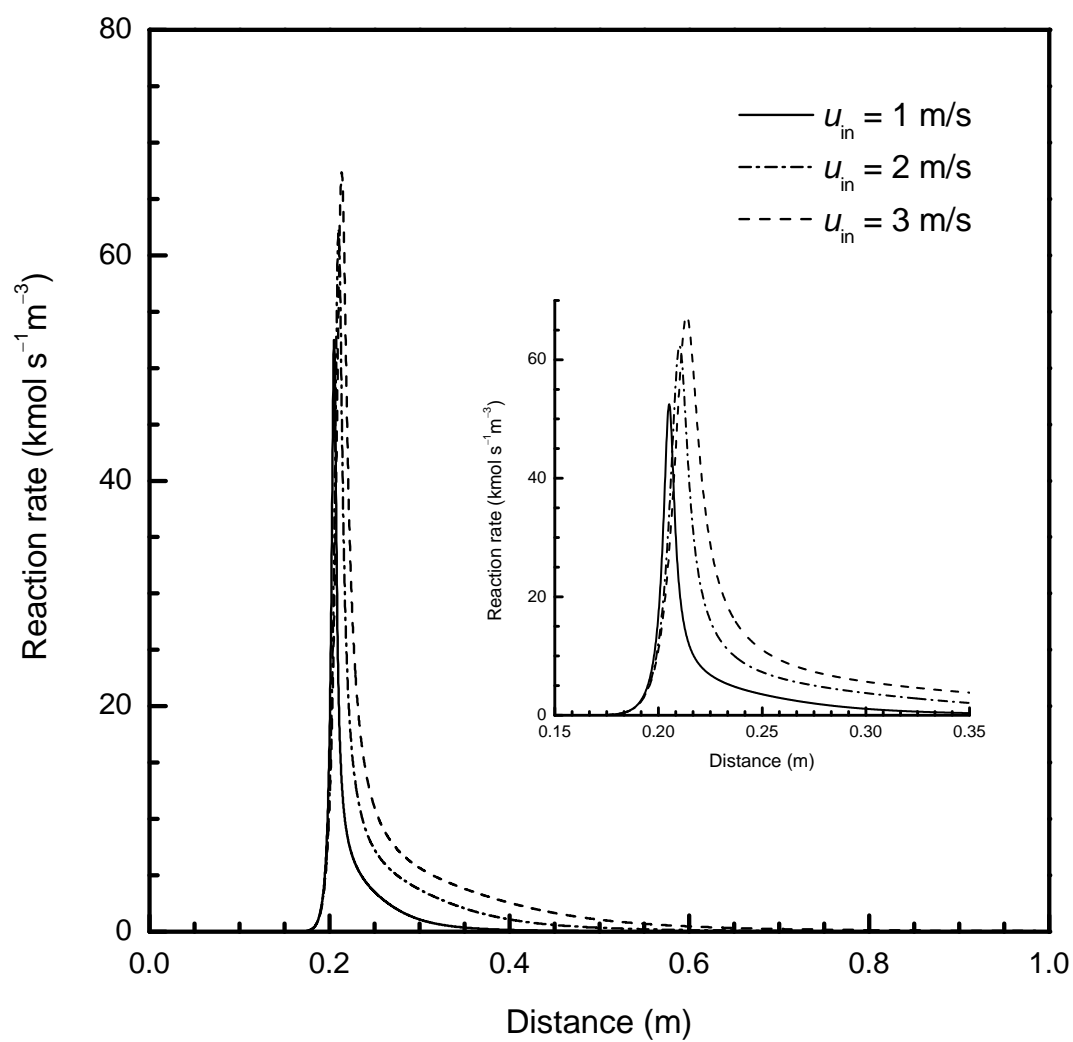 80
60
40
20
0
0.0 0.2 0.4 0.6 0.8 1.0
Reaction rate (kmol s⁻¹m⁻³)
Distance (m)
u_in = 1 m/s
u_in = 2 m/s
u_in = 3 m/s
60
40
20
0
0.15 0.20 0.25 0.30 0.35
Reaction rate (kmol s⁻¹m⁻³)
Distance (m)